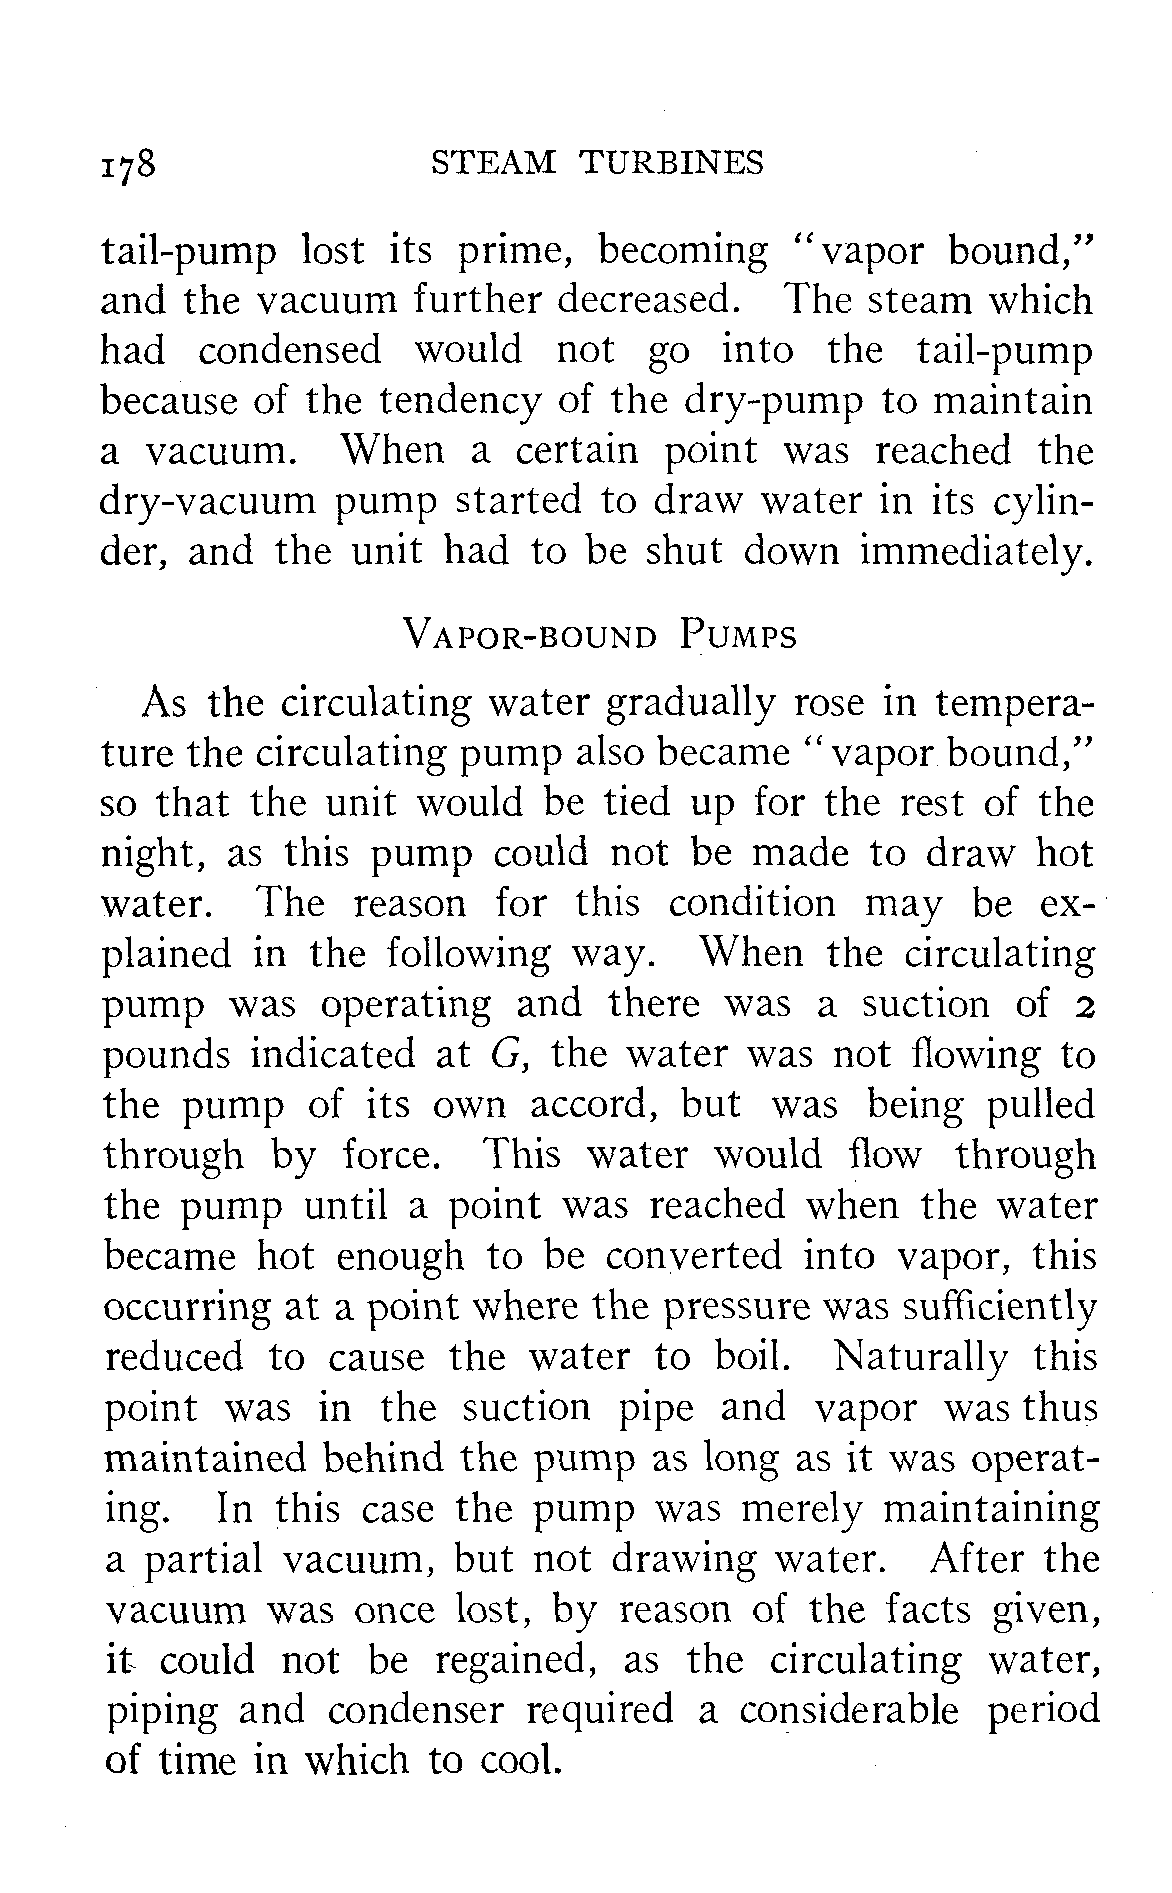 178 STEAM TURBINES
tail-pump lost its prime, becoming "vapor bound,"
and the vacuum further decreased. The steam which
had condensed would not go into the tail-pump
because of the tendency of the dry-pump to maintain
a vacuum. When a certain point was reached the
dry-vacuum pump started to draw water in its cylin-
der, and the unit had to be shut down immediately.
VAPOR-BOUND PUMPS
As the circulating water gradually rose in tempera-
ture the circulating pump also became "vapor bound,"
so that the unit would be tied up for the rest of the
night, as this pump could not be made to draw hot
water. The reason for this condition may be ex-
plained in the following way. When the circulating
pump was operating and there was a suction of 2
pounds indicated at G, the water was not flowing to
the pump of its own accord, but was being pulled
through by force. This water would flow through
the pump until a point was reached when the water
became hot enough to be converted into vapor, this
occurring at a point where the pressure was sufficiently
reduced to cause the water to boil. Naturally this
point was in the suction pipe and vapor was thus
maintained behind the pump as long as it was operat-
ing. In this case the pump was merely maintaining
a partial vacuum, but not drawing water. After the
vacuum was once lost, by reason of the facts given,
it could not be regained, as the circulating water,
piping and condenser required a considerable period
of time in which to cool.